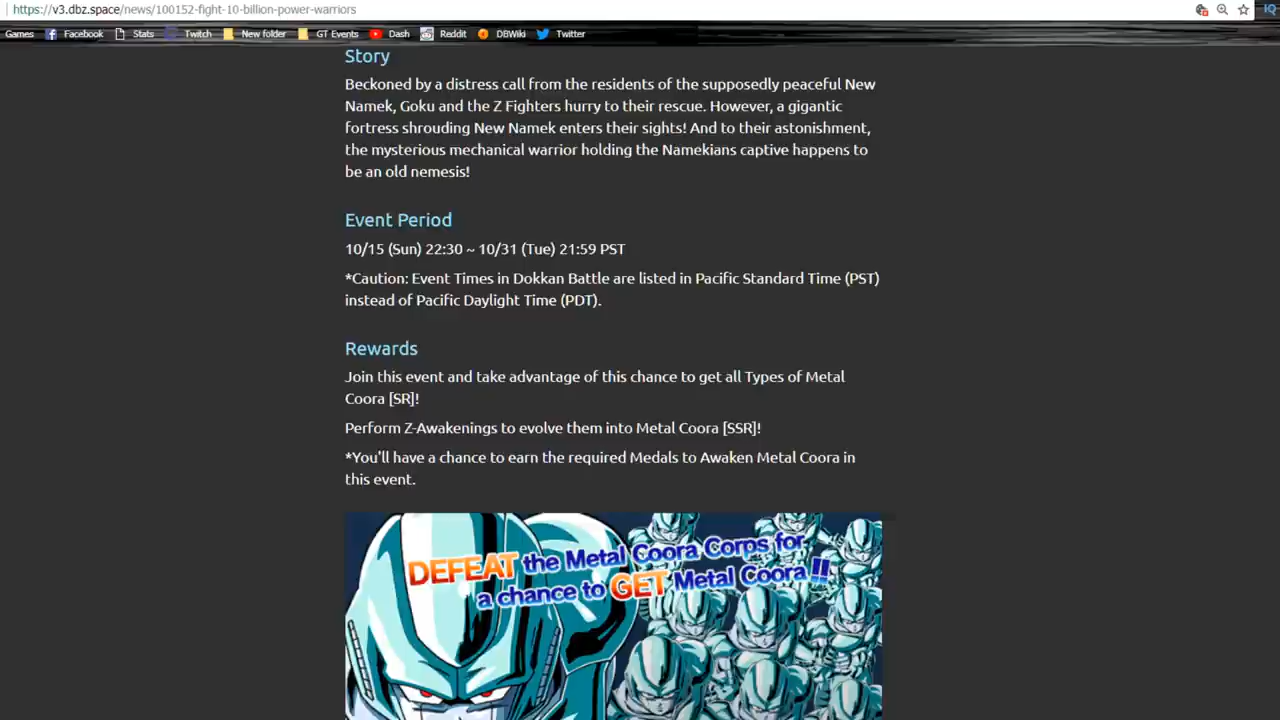 https://v3.dbz.space/news/100152-fight-10-billion-power-warriors
Games Facebook Stats Twitch New folder GT Events Dash Reddit DBWiki Twitter
Story
Beckoned by a distress call from the residents of the supposedly peaceful New
Namek, Goku and the Z Fighters hurry to their rescue. However, a gigantic
fortress shrouding New Namek enters their sights! And to their astonishment,
the mysterious mechanical warrior holding the Namekians captive happens to
be an old nemesis!
Event Period
10/15 (Sun) 22:30 ~ 10/31 (Tue) 21:59 PST
*Caution: Event Times in Dokkan Battle are listed in Pacific Standard Time (PST)
instead of Pacific Daylight Time (PDT).
Rewards
Join this event and take advantage of this chance to get all Types of Metal
Coora [SR]!
Perform Z-Awakenings to evolve them into Metal Coora [SSR]!
*You'll have a chance to earn the required Medals to Awaken Metal Coora in
this event.
DEFEAT the Metal Coora Corps for
a chance to GET Metal Coora !!